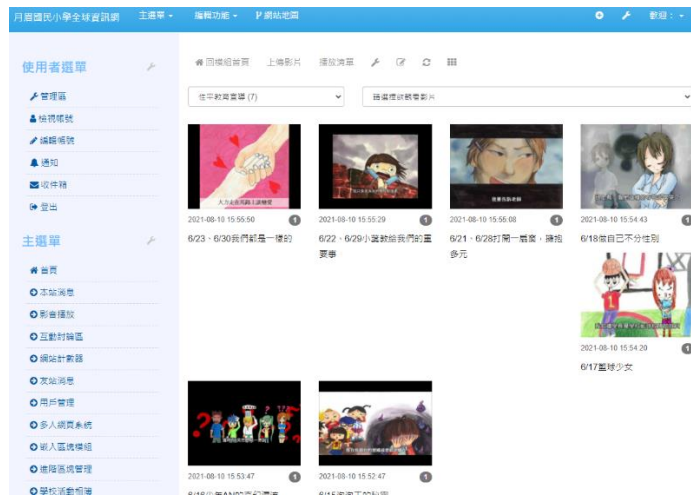 月眉國民小學全球資訊網 主選單 編輯功能 網站地圖 歡迎：
使用者選單
管理區
檢視帳號
編輯帳號
通知
收件箱
登出
主選單
首頁
本站消息
影音播放
互動討論區
網站計數器
友站消息
用戶管理
多人網頁系統
嵌入區塊模組
進階區塊管理
學校活動相簿
回模組首頁 上傳影片 播放清單
性平教育宣導 (7) 請選擇欲觀看影片
2021-08-10 15:55:50 1
6/23、6/30我們都是一樣的
2021-08-10 15:55:29 1
6/22、6/29小翼教給我們的重
要事
2021-08-10 15:55:08 1
6/21、6/28打開一扇窗，擁抱
多元
2021-08-10 15:54:43 1
6/18做自己不分性別
2021-08-10 15:54:20 1
6/17籃球少女
2021-08-10 15:53:47 1
2021-08-10 15:52:47 1